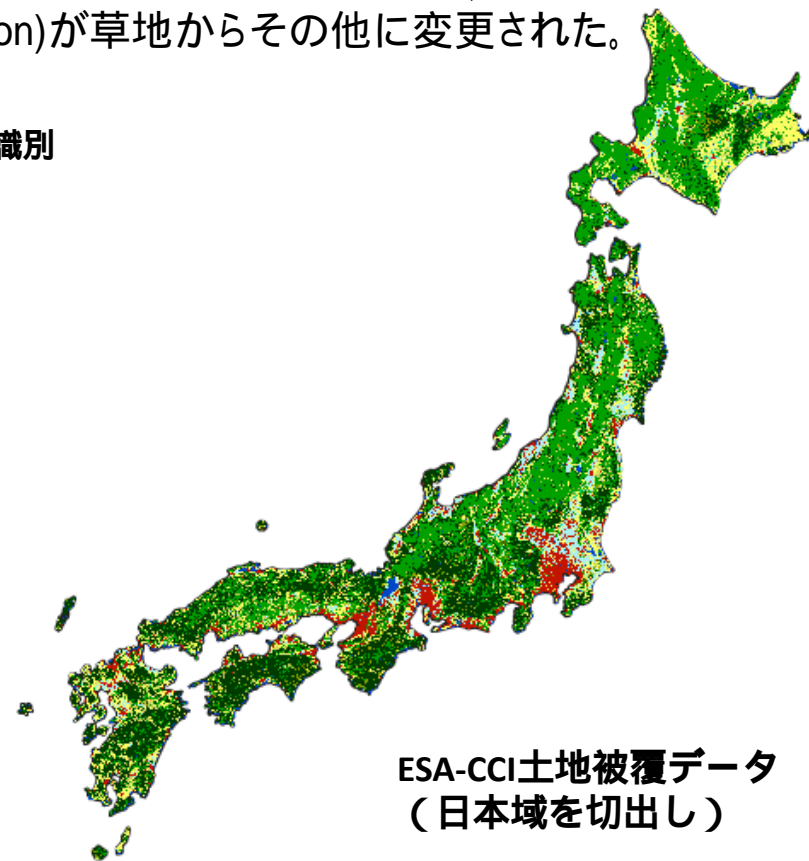 on)が草地からその他に変更された。
識別
ESA-CCI土地被覆データ
（日本域を切出し）